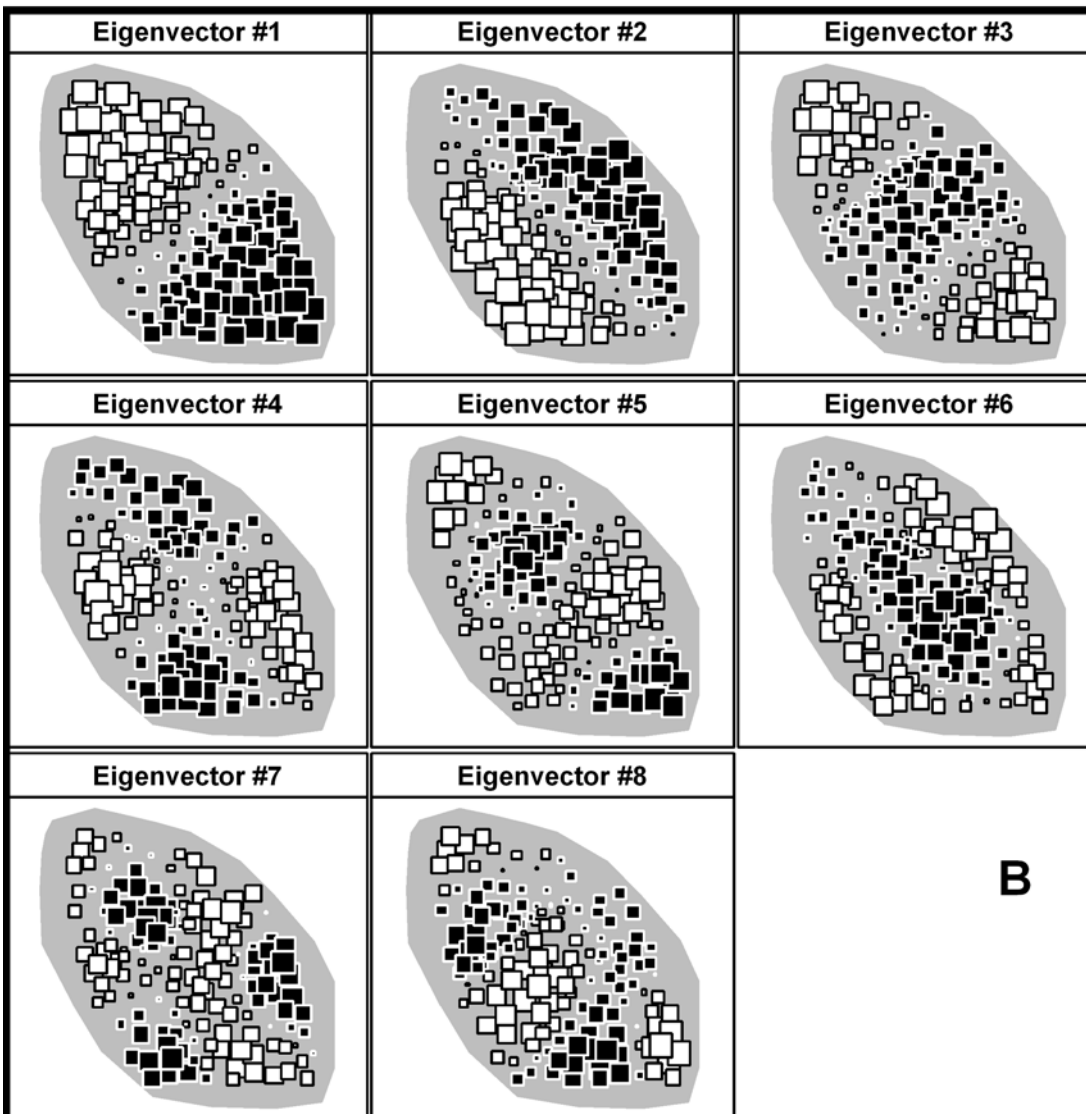 Eigenvector #1
Eigenvector #2
Eigenvector #3
Eigenvector #4
Eigenvector #5
Eigenvector #6
Eigenvector #7
Eigenvector #8
B